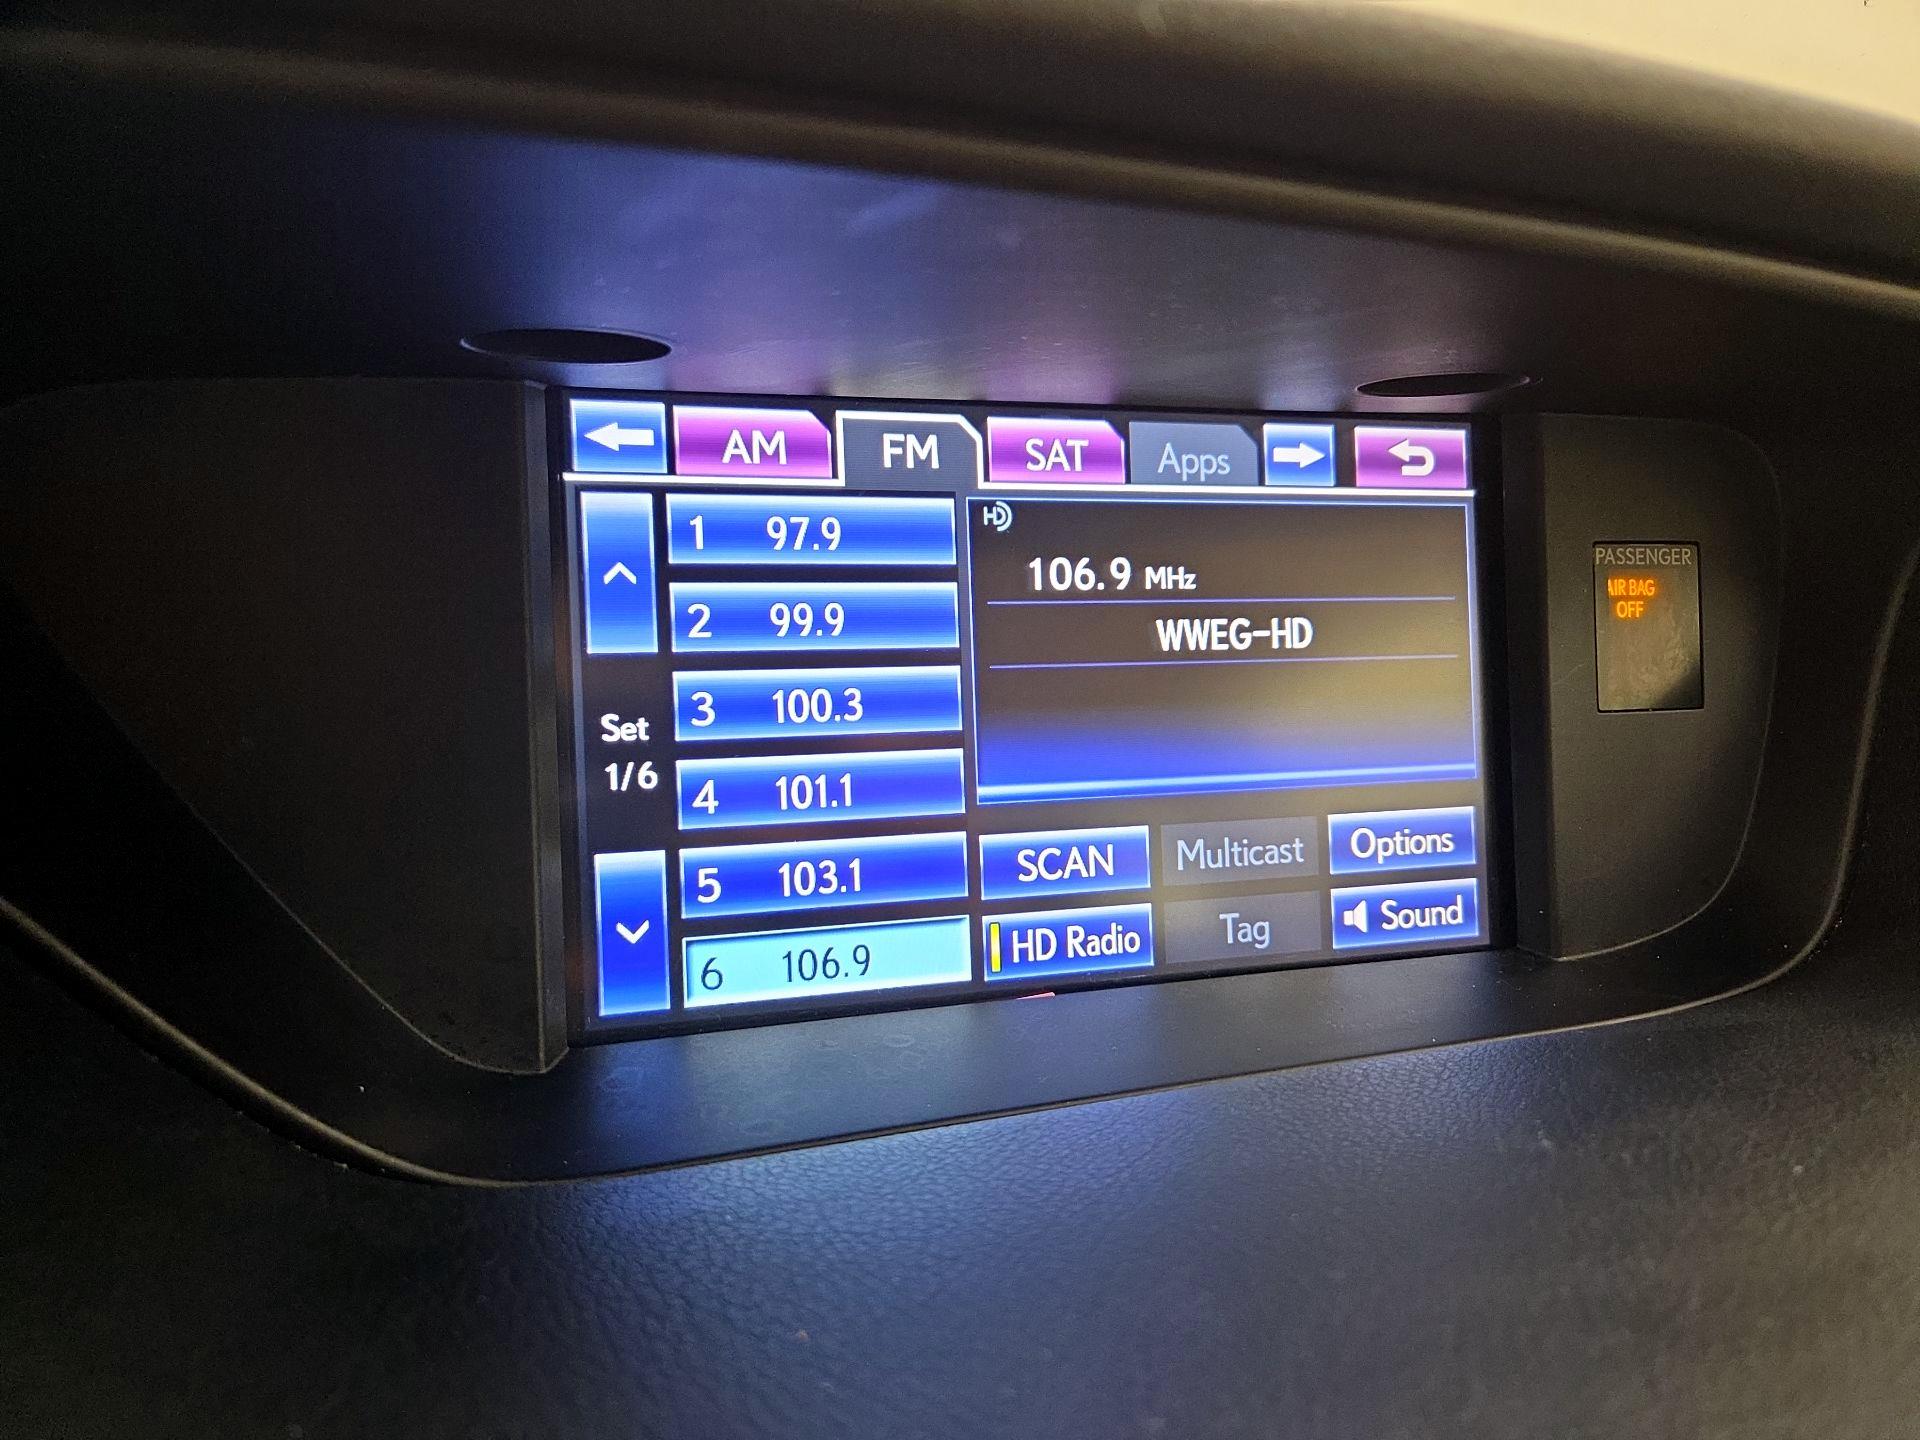 AM FM SAT Apps
1 97.9
2 99.9
3 100.3
4 101.1
5 103.1
6 106.9
Set
1/6
HD
106.9 MHz
WWEG-HD
SCAN Multicast Options
HD Radio Tag Sound
PASSENGER
AIR BAG
OFF